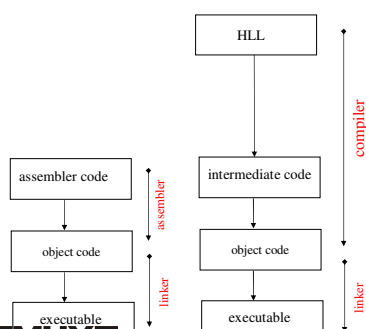 HLL
compiler
assembler code
intermediate code
assembler
object code
object code
linker
linker
executable
executable